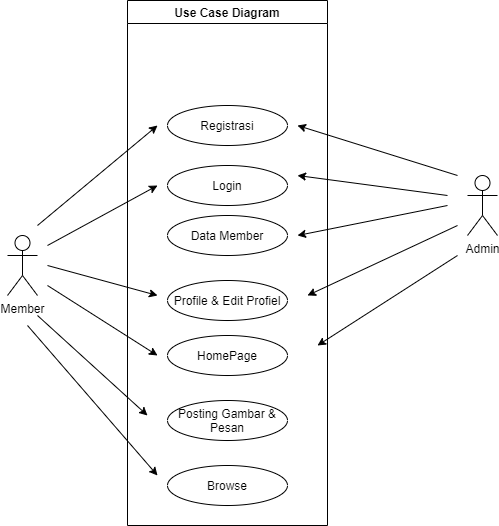 Use Case Diagram
Registrasi
Login
Data Member
Admin
Profile & Edit Profiel
Member
HomePage
Posting Gambar &
Pesan
Browse